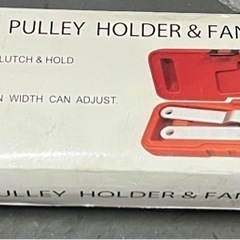 PULLEY HOLDER & FAN
LUTCH & HOLD
N WIDTH CAN ADJUST.
PULLEY HOLDER & FAN